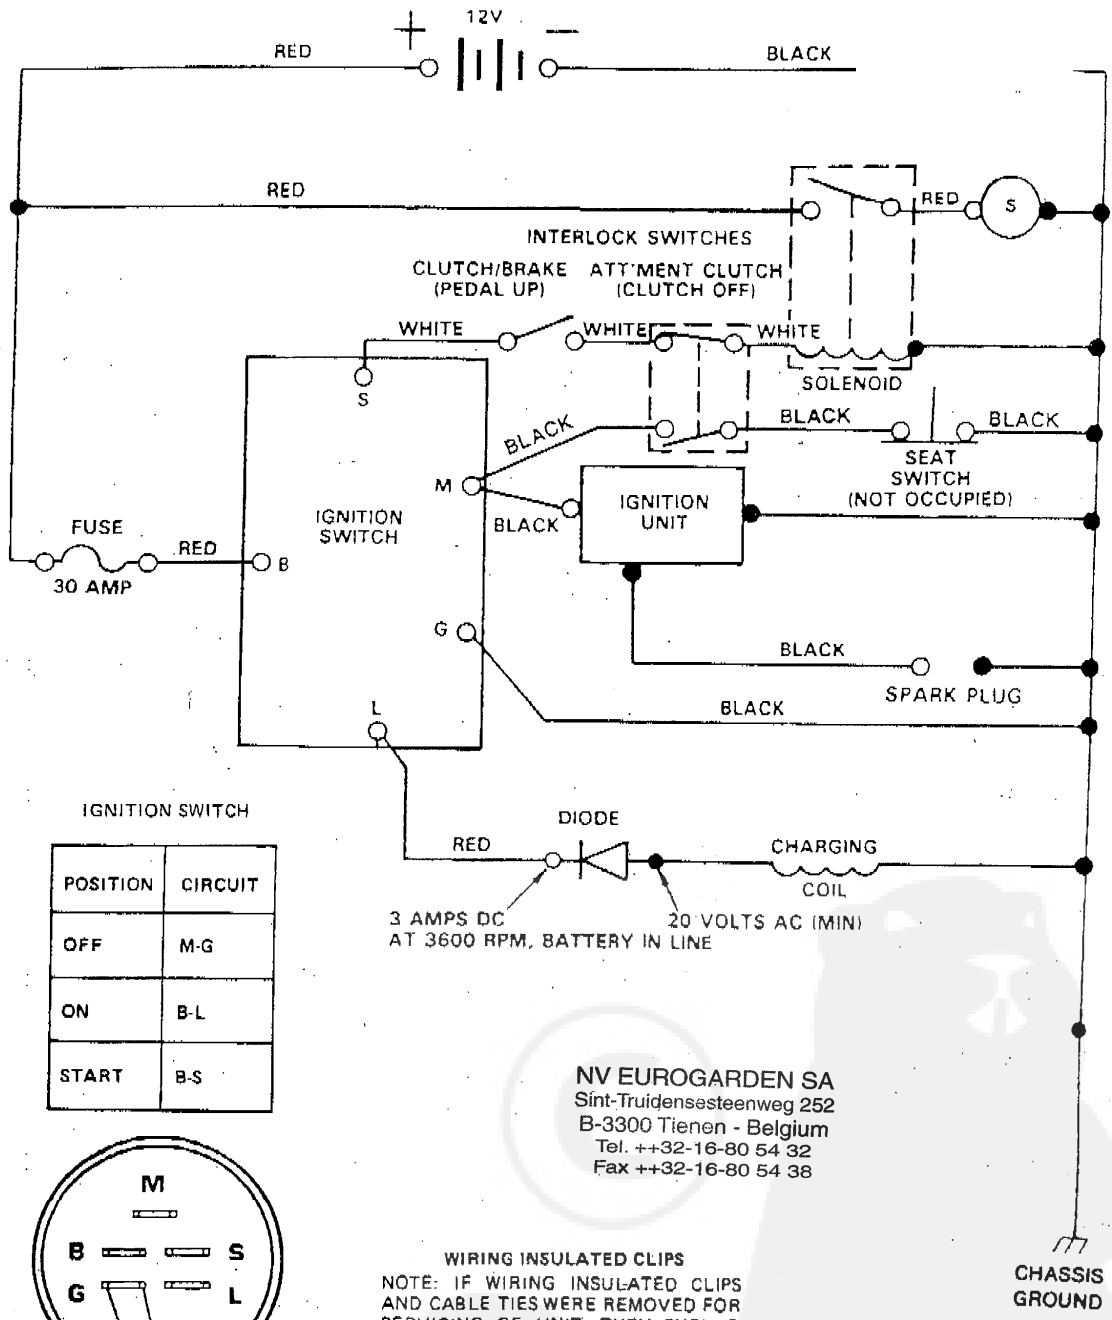 12V
+
−
RED
BLACK
RED
RED
S
INTERLOCK SWITCHES
CLUTCH/BRAKE
(PEDAL UP)
ATT'MENT CLUTCH
(CLUTCH OFF)
WHITE
WHITE
WHITE
S
SOLENOID
BLACK
BLACK
BLACK
SEAT
SWITCH
(NOT OCCUPIED)
M
IGNITION
SWITCH
BLACK
IGNITION
UNIT
FUSE
30 AMP
RED
B
G
BLACK
SPARK PLUG
BLACK
L
IGNITION SWITCH
POSITION CIRCUIT
OFF M-G
ON B-L
START B-S
DIODE
RED
CHARGING
COIL
3 AMPS DC
AT 3600 RPM, BATTERY IN LINE
20 VOLTS AC (MIN)
NV EUROGARDEN SA
Sint-Truidensesteenweg 252
B-3300 Tienen - Belgium
Tel. ++32-16-80 54 32
Fax ++32-16-80 54 38
M
B
S
G
L
WIRING INSULATED CLIPS
NOTE: IF WIRING INSULATED CLIPS
AND CABLE TIES WERE REMOVED FOR
CHASSIS
GROUND